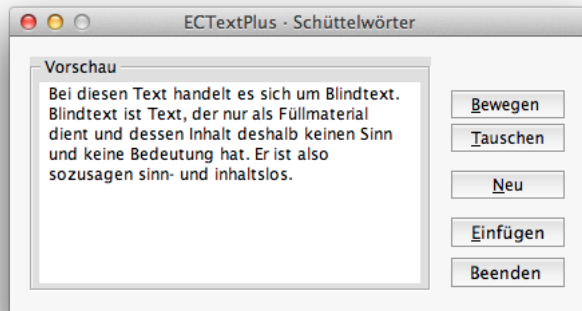 ECTextPlus - Schüttelwörter
Vorschau
Bei diesen Text handelt es sich um Blindtext.
Blindtext ist Text, der nur als Füllmaterial
dient und dessen Inhalt deshalb keinen Sinn
und keine Bedeutung hat. Er ist also
sozusagen sinn- und inhaltslos.
Bewegen
Tauschen
Neu
Einfügen
Beenden